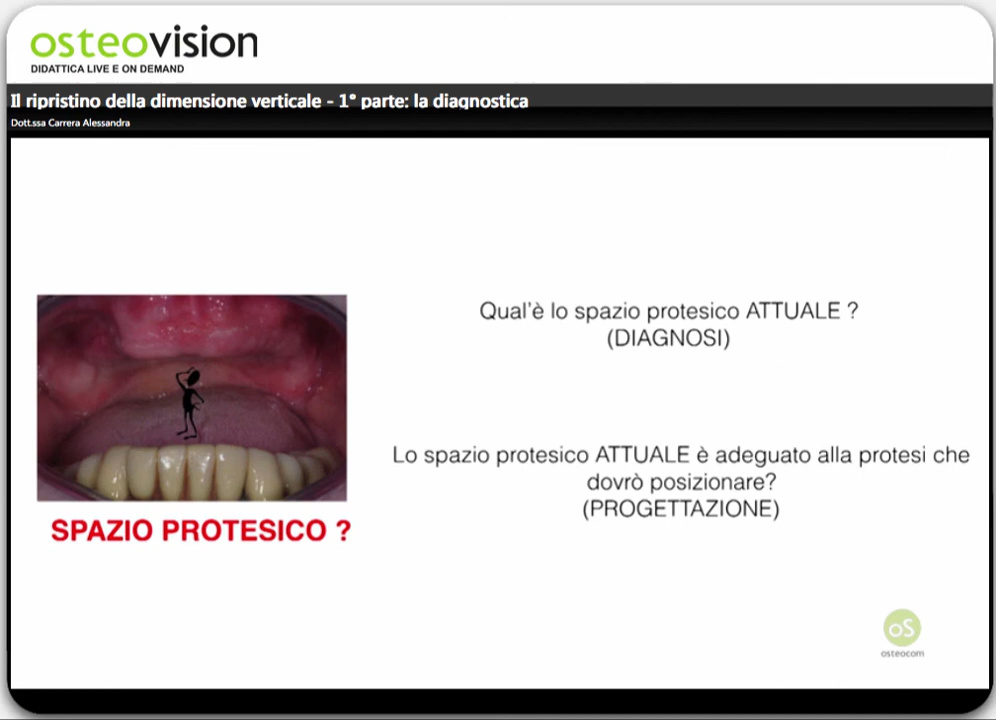 osteovision
DIDATTICA LIVE E ON DEMAND
Il ripristino della dimensione verticale - 1° parte: la diagnostica
Dott.ssa Carrera Alessandra
Qual'è lo spazio protesico ATTUALE ?
(DIAGNOSI)
Lo spazio protesico ATTUALE è adeguato alla protesi che
dovrò posizionare?
(PROGETTAZIONE)
SPAZIO PROTESICO ?
oS
osteocom